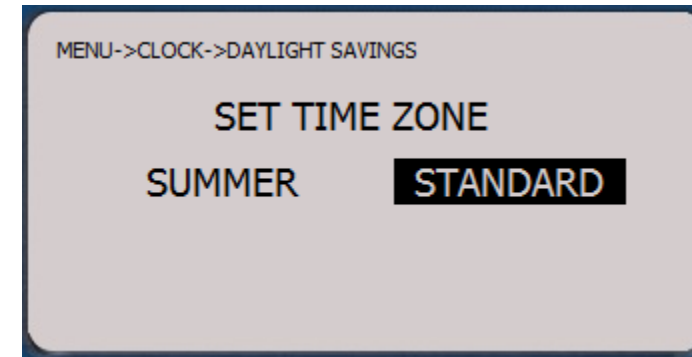 MENU->CLOCK->DAYLIGHT SAVINGS
SET TIME ZONE
SUMMER STANDARD